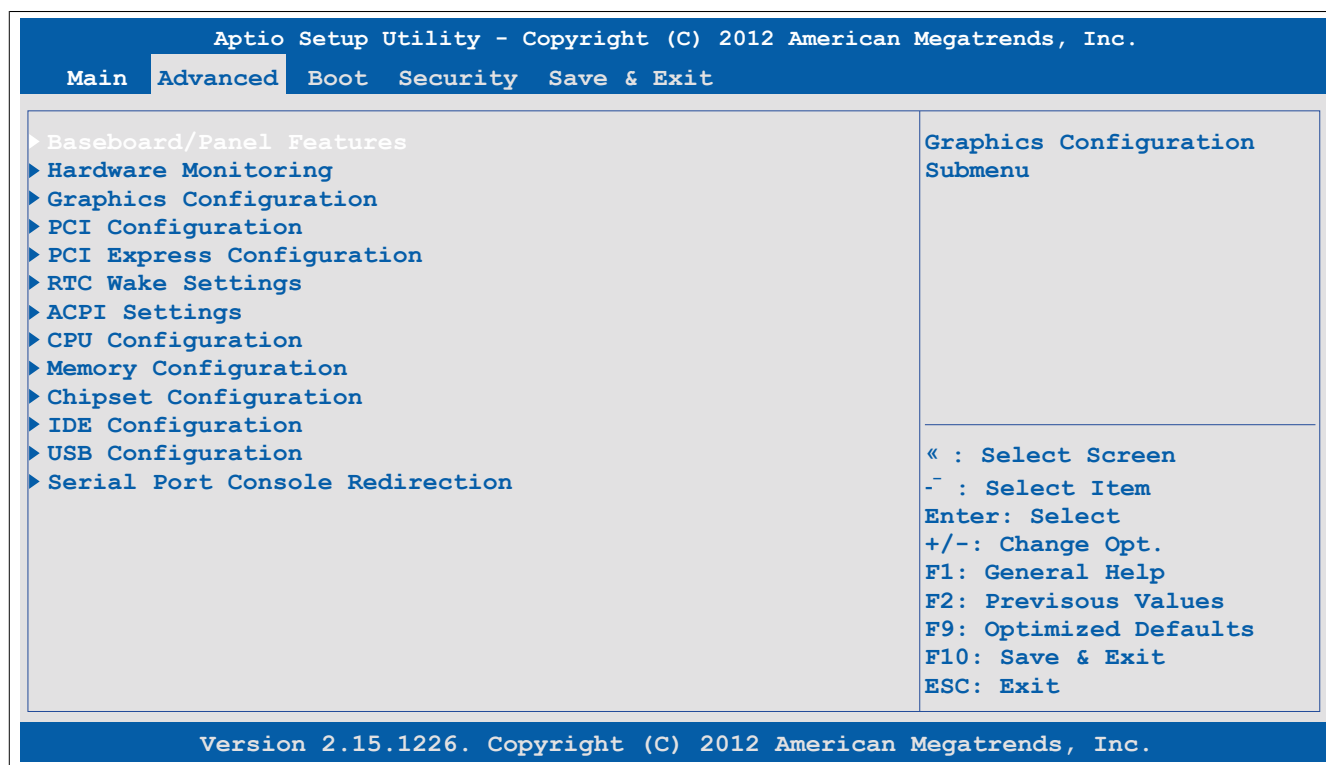 Aptio Setup Utility - Copyright (C) 2012 American Megatrends, Inc.
Main Advanced Boot Security Save & Exit
Baseboard/Panel Features
Hardware Monitoring
Graphics Configuration
PCI Configuration
PCI Express Configuration
RTC Wake Settings
ACPI Settings
CPU Configuration
Memory Configuration
Chipset Configuration
IDE Configuration
USB Configuration
Serial Port Console Redirection
Graphics Configuration
Submenu
« : Select Screen
-¯ : Select Item
Enter: Select
+/-: Change Opt.
F1: General Help
F2: Previsous Values
F9: Optimized Defaults
F10: Save & Exit
ESC: Exit
Version 2.15.1226. Copyright (C) 2012 American Megatrends, Inc.